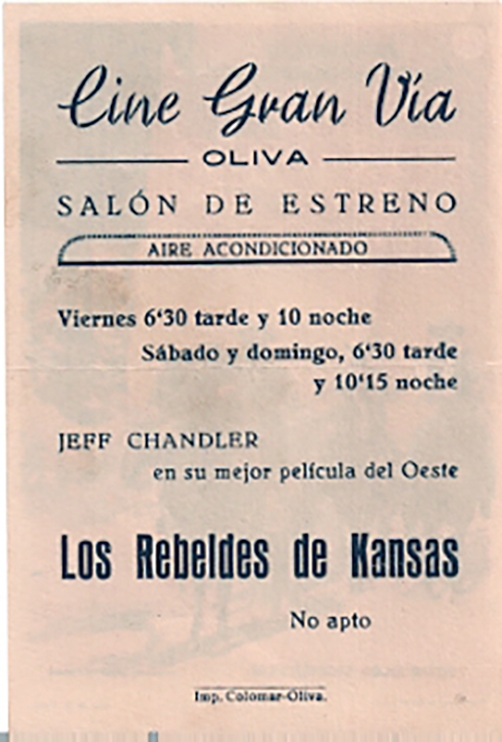 Cine Gran Vía
OLIVA
SALÓN DE ESTRENO
AIRE ACONDICIONADO
Viernes 6'30 tarde y 10 noche
Sábado y domingo, 6'30 tarde
y 10'15 noche
JEFF CHANDLER
en su mejor película del Oeste
Los Rebeldes de Kansas
No apto
Imp. Colomar-Oliva.